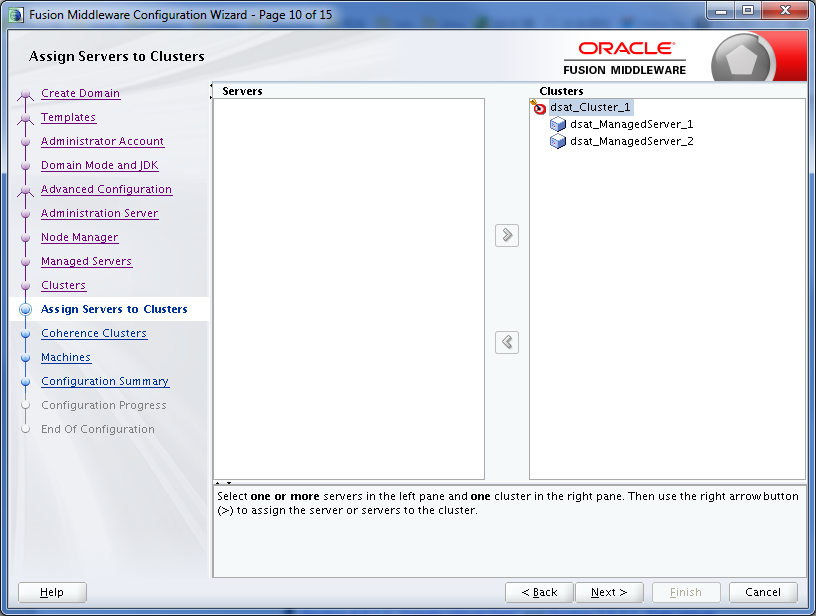 Fusion Middleware Configuration Wizard - Page 10 of 15
Assign Servers to Clusters
ORACLE
FUSION MIDDLEWARE
Create Domain
Templates
Administrator Account
Domain Mode and JDK
Advanced Configuration
Administration Server
Node Manager
Managed Servers
Clusters
Assign Servers to Clusters
Coherence Clusters
Machines
Configuration Summary
Configuration Progress
End Of Configuration
Servers
Clusters
dsat_Cluster_1
dsat_ManagedServer_1
dsat_ManagedServer_2
Select one or more servers in the left pane and one cluster in the right pane. Then use the right arrow button
(>) to assign the server or servers to the cluster.
Help
< Back
Next >
Finish
Cancel